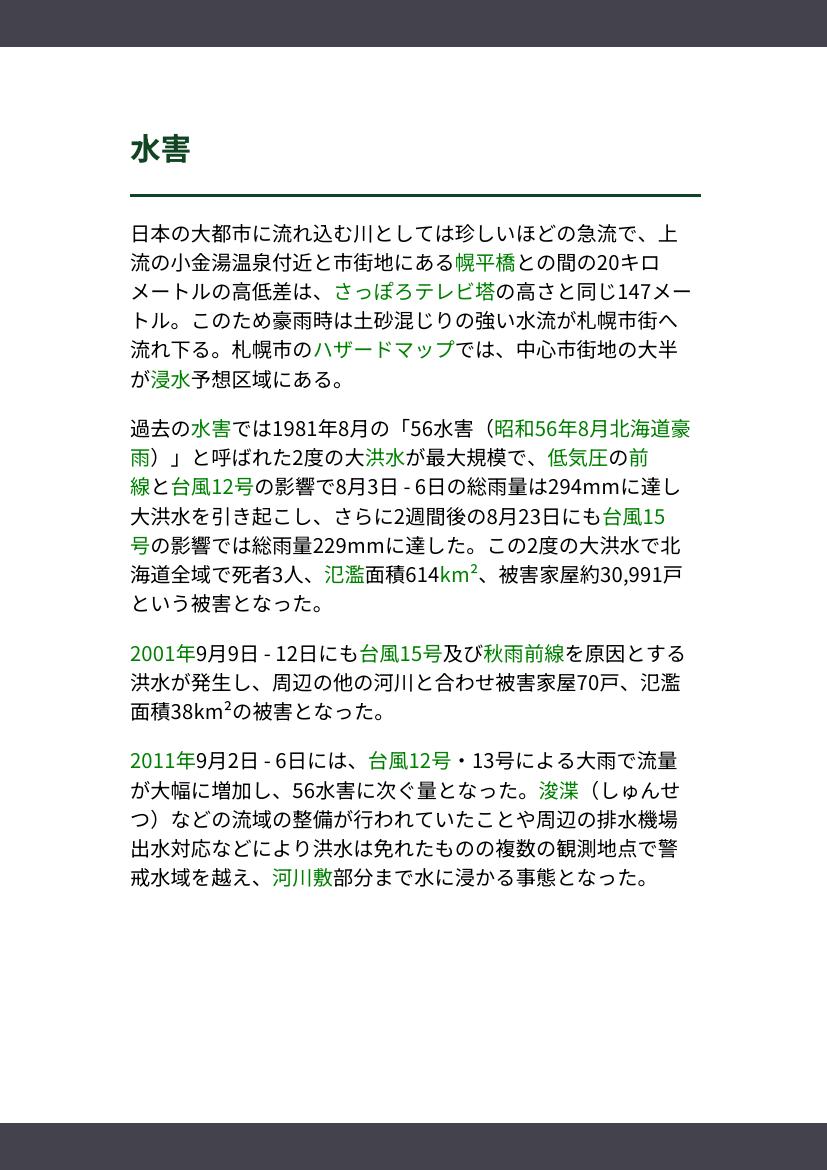 水害
日本の大都市に流れ込む川としては珍しいほどの急流で、上
流の小金湯温泉付近と市街地にある幌平橋との間の20キロ
メートルの高低差は、さっぽろテレビ塔の高さと同じ147メー
トル。このため豪雨時は土砂混じりの強い水流が札幌市街へ
流れ下る。札幌市のハザードマップでは、中心市街地の大半
が浸水予想区域にある。
過去の水害では1981年8月の「56水害（昭和56年8月北海道豪
雨）」と呼ばれた2度の大洪水が最大規模で、低気圧の前
線と台風12号の影響で8月3日 - 6日の総雨量は294mmに達し
大洪水を引き起こし、さらに2週間後の8月23日にも台風15
号の影響では総雨量229mmに達した。この2度の大洪水で北
海道全域で死者3人、氾濫面積614km²、被害家屋約30,991戸
という被害となった。
2001年9月9日 - 12日にも台風15号及び秋雨前線を原因とする
洪水が発生し、周辺の他の河川と合わせ被害家屋70戸、氾濫
面積38km²の被害となった。
2011年9月2日 - 6日には、台風12号・13号による大雨で流量
が大幅に増加し、56水害に次ぐ量となった。浚渫（しゅんせ
つ）などの流域の整備が行われていたことや周辺の排水機場
出水対応などにより洪水は免れたものの複数の観測地点で警
戒水域を越え、河川敷部分まで水に浸かる事態となった。